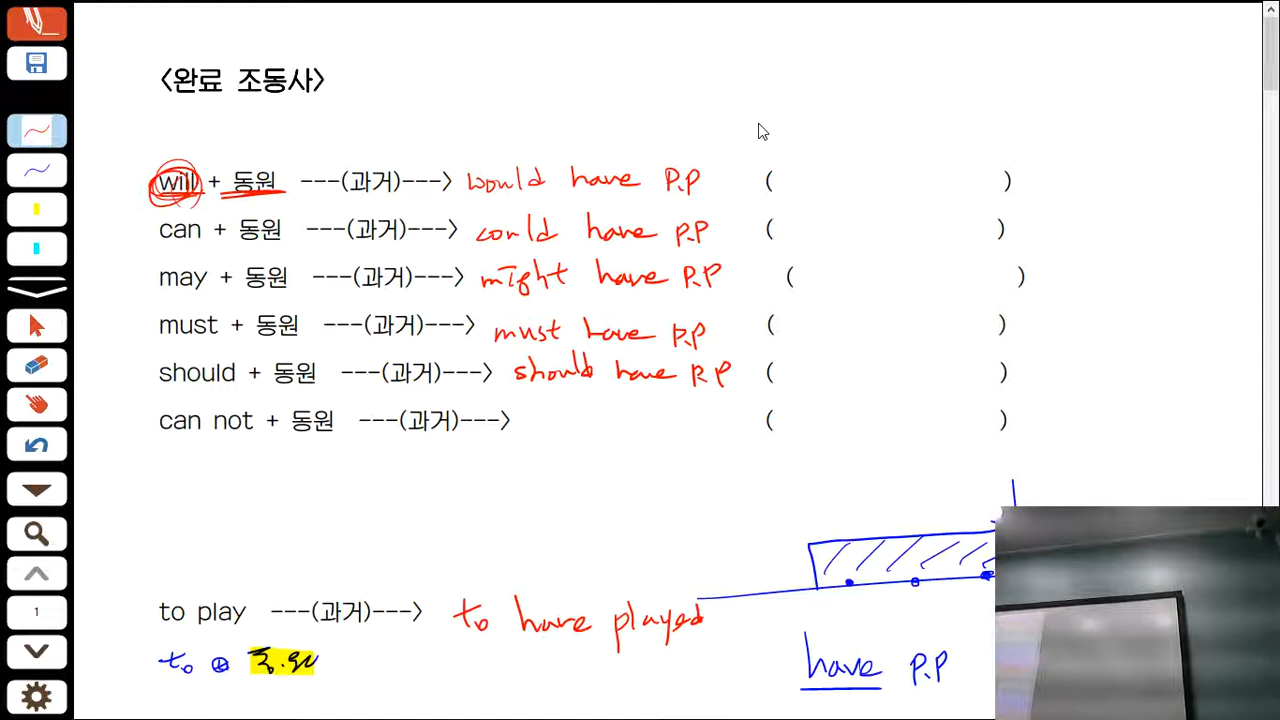 <완료 조동사>
will + 동원 ---(과거)---> would have P.P ( )
can + 동원 ---(과거)---> could have P.P ( )
may + 동원 ---(과거)---> might have P.P ( )
must + 동원 ---(과거)---> must have P.P ( )
should + 동원 ---(과거)---> should have P.P ( )
can not + 동원 ---(과거)---> ( )
to play ---(과거)---> to have played
to
have P.P
1